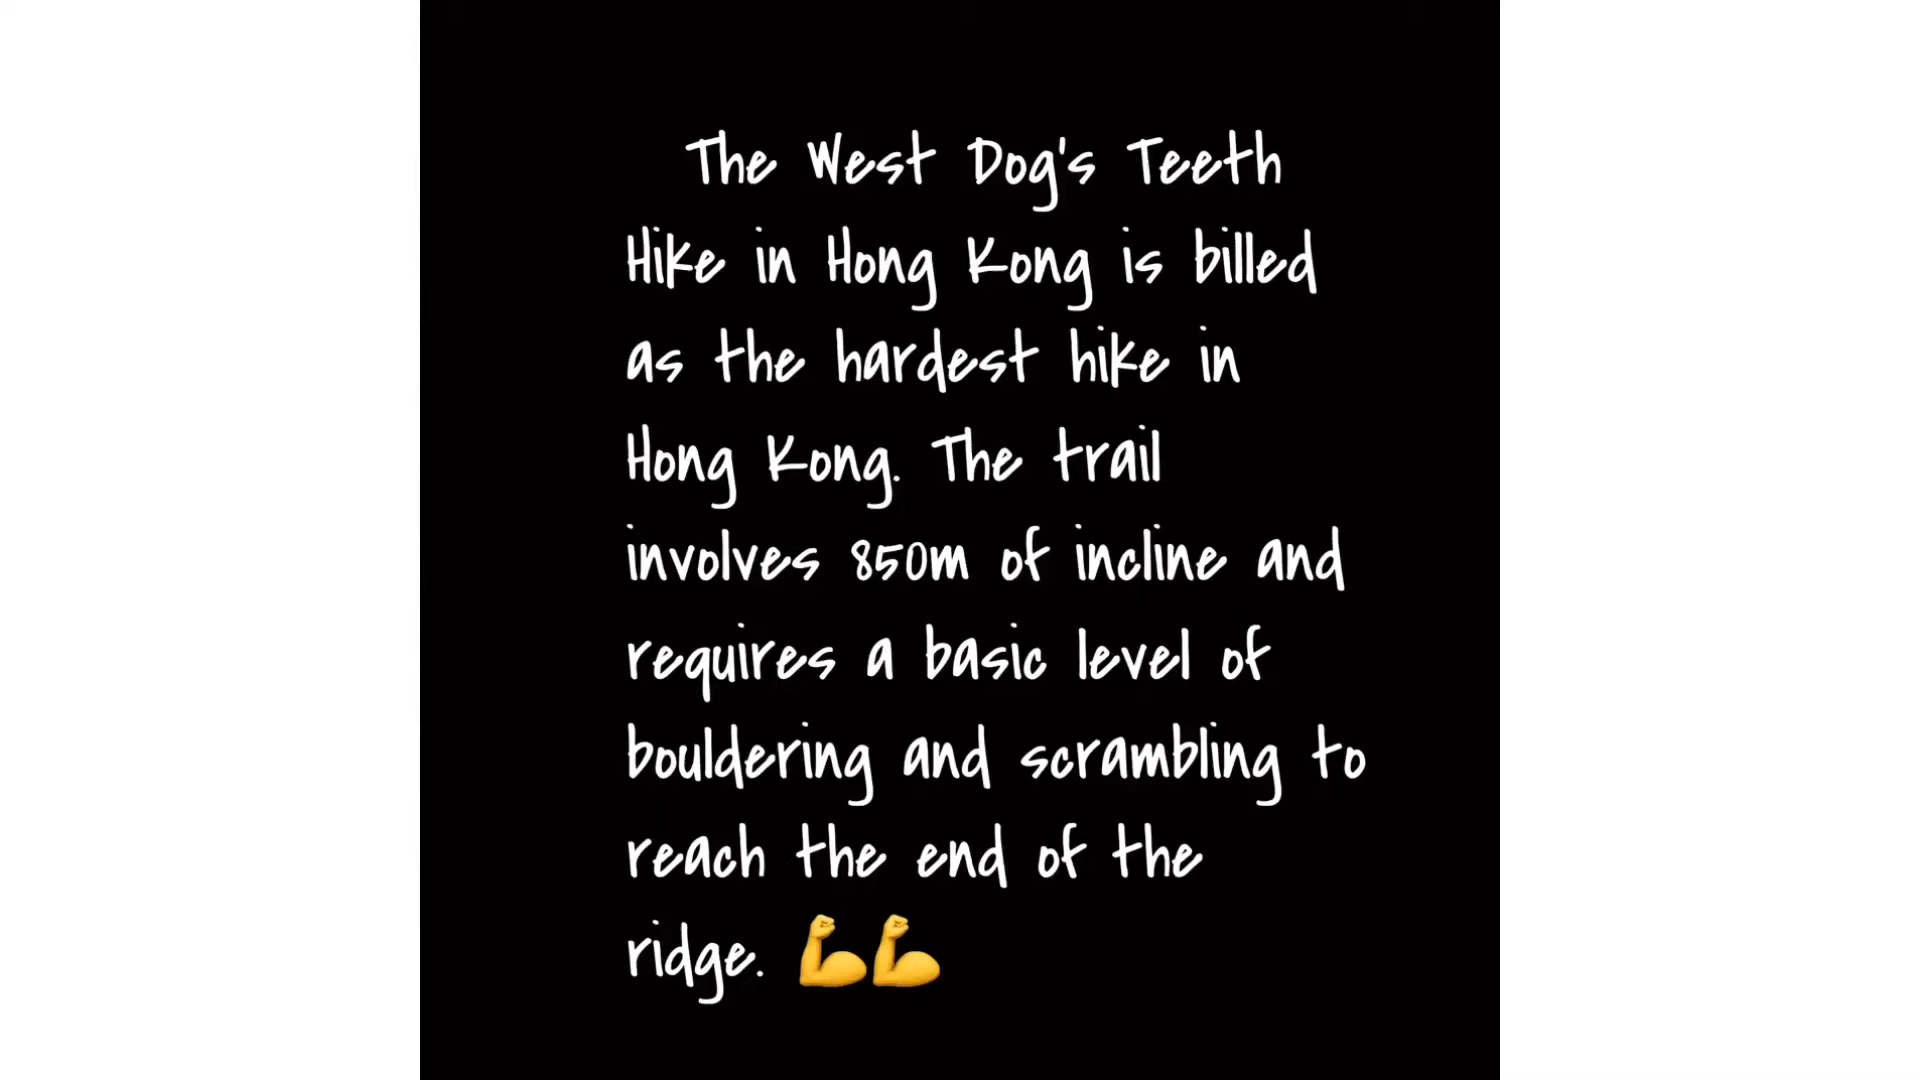 The West Dog's Teeth
Hike in Hong Kong is billed
as the hardest hike in
Hong Kong. The trail
involves 850m of incline and
requires a basic level of
bouldering and scrambling to
reach the end of the
ridge. 💪💪